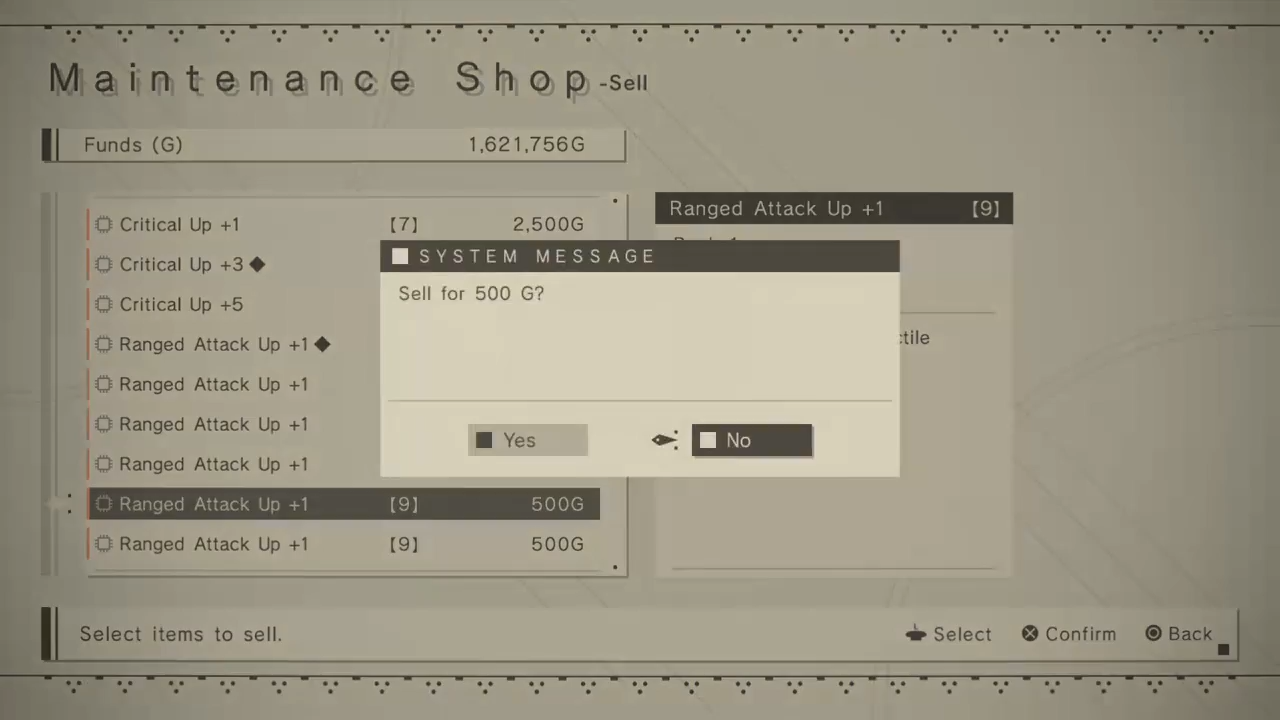 Maintenance Shop -Sell
Funds (G) 1,621,756G
Critical Up +1 【7】 2,500G
Critical Up +3
Critical Up +5
Ranged Attack Up +1
Ranged Attack Up +1
Ranged Attack Up +1
Ranged Attack Up +1
Ranged Attack Up +1 【9】 500G
Ranged Attack Up +1 【9】 500G
Ranged Attack Up +1 【9】
SYSTEM MESSAGE
Sell for 500 G?
Yes
No
Select items to sell.
Select Confirm Back